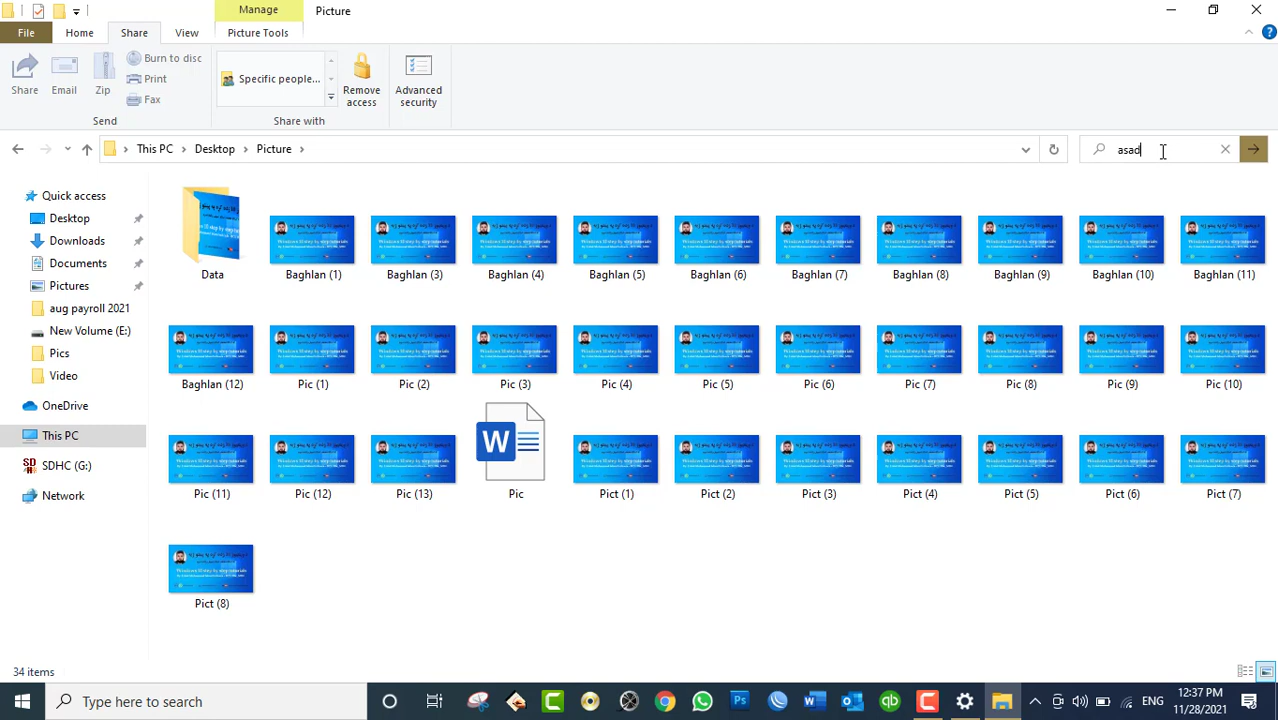 Manage
Picture
File
Home
Share
View
Picture Tools
Share
Email
Zip
Burn to disc
Print
Fax
Specific people...
Remove access
Advanced security
Send
Share with
This PC
Desktop
Picture
asad
Quick access
Desktop
Downloads
Documents
Pictures
aug payroll 2021
New Volume (E:)
Pics
Video
OneDrive
This PC
SDHC (G:)
Network
Data
Baghlan (1)
Baghlan (3)
Baghlan (4)
Baghlan (5)
Baghlan (6)
Baghlan (7)
Baghlan (8)
Baghlan (9)
Baghlan (10)
Baghlan (11)
Baghlan (12)
Pic (1)
Pic (2)
Pic (3)
Pic (4)
Pic (5)
Pic (6)
Pic (7)
Pic (8)
Pic (9)
Pic (10)
Pic (11)
Pic (12)
Pic (13)
Pic
Pict (1)
Pict (2)
Pict (3)
Pict (4)
Pict (5)
Pict (6)
Pict (7)
Pict (8)
34 items
Type here to search
ENG
12:37 PM
11/28/2021